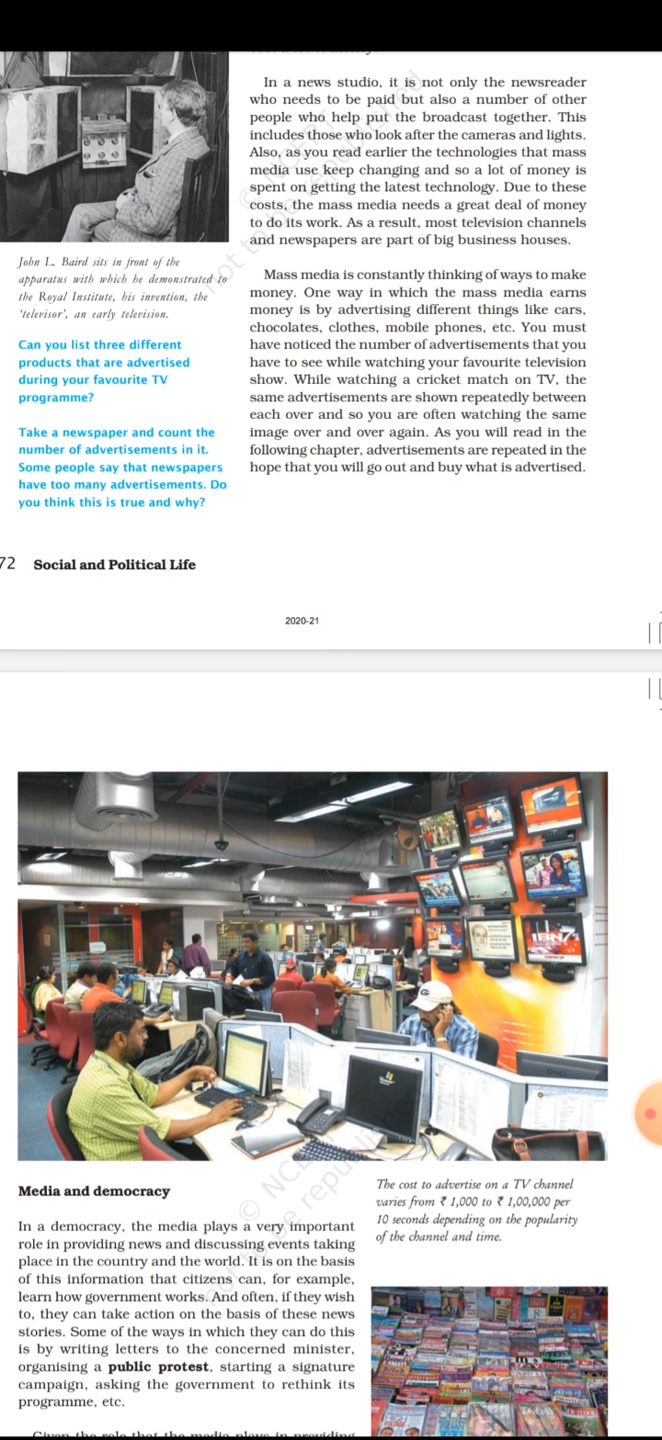 In a news studio, it is not only the newsreader
who needs to be paid but also a number of other
people who help put the broadcast together. This
includes those who look after the cameras and lights.
Also, as you read earlier the technologies that mass
media use keep changing and so a lot of money is
spent on getting the latest technology. Due to these
costs, the mass media needs a great deal of money
to do its work. As a result, most television channels
and newspapers are part of big business houses.
John L. Baird sits in front of the
apparatus with which he demonstrated to
the Royal Institute, his invention, the
'televisor', an early television.
Can you list three different
products that are advertised
during your favourite TV
programme?
Take a newspaper and count the
number of advertisements in it.
Some people say that newspapers
have too many advertisements. Do
you think this is true and why?
Mass media is constantly thinking of ways to make
money. One way in which the mass media earns
money is by advertising different things like cars,
chocolates, clothes, mobile phones, etc. You must
have noticed the number of advertisements that you
have to see while watching your favourite television
show. While watching a cricket match on TV, the
same advertisements are shown repeatedly between
each over and so you are often watching the same
image over and over again. As you will read in the
following chapter, advertisements are repeated in the
hope that you will go out and buy what is advertised.
72 Social and Political Life
2020-21
IBN7
Media and democracy
In a democracy, the media plays a very important
role in providing news and discussing events taking
place in the country and the world. It is on the basis
of this information that citizens can, for example,
learn how government works. And often, if they wish
to, they can take action on the basis of these news
stories. Some of the ways in which they can do this
is by writing letters to the concerned minister,
organising a public protest, starting a signature
campaign, asking the government to rethink its
programme, etc.
Given the role that the media plays in providing
The cost to advertise on a TV channel
varies from ₹ 1,000 to ₹ 1,00,000 per
10 seconds depending on the popularity
of the channel and time.